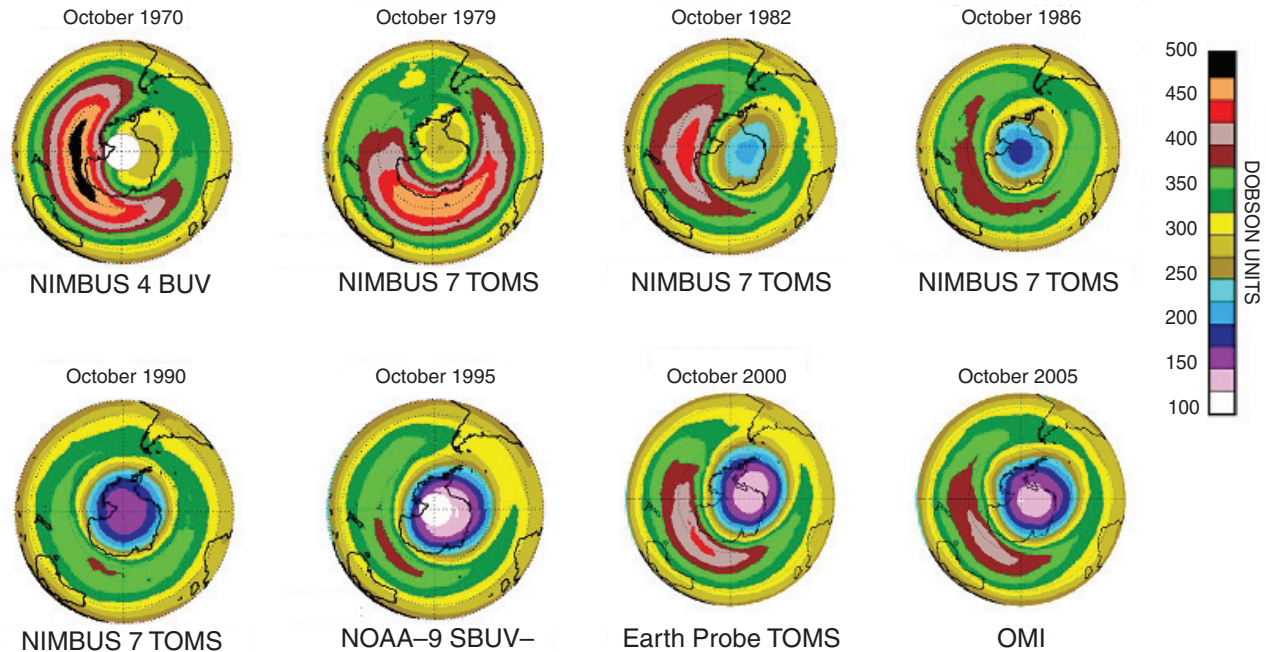 October 1970
October 1979
October 1982
October 1986
NIMBUS 4 BUV
NIMBUS 7 TOMS
NIMBUS 7 TOMS
NIMBUS 7 TOMS
500
450
400
350
300
250
200
150
100
DOBSON UNITS
October 1990
October 1995
October 2000
October 2005
NIMBUS 7 TOMS
NOAA–9 SBUV–
Earth Probe TOMS
OMI